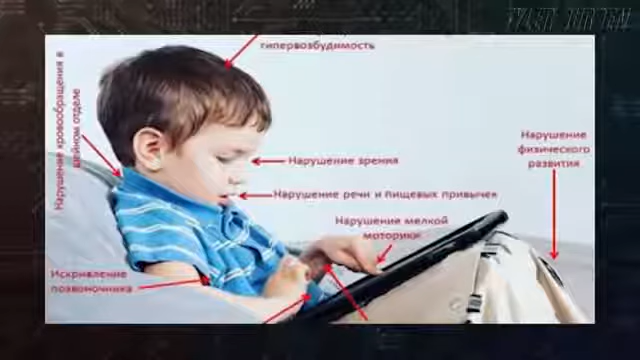 гипервозбудимость
Нарушение кровообращения в
шейном отделе
Нарушение
физического
развития
Нарушение зрения
Нарушение речи и пищевых привычек
Нарушение мелкой
моторики
Искривление
позвоночника